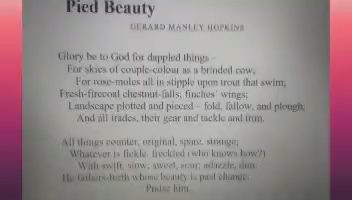 Pied Beauty
GERARD MANLEY HOPKINS
Glory be to God for dappled things –
For skies of couple-colour as a brinded cow;
For rose-moles all in stipple upon trout that swim;
Fresh-firecoal chestnut-falls; finches' wings;
Landscape plotted and pieced – fold, fallow, and plough;
And áll trádes, their gear and tackle and trim.
All things counter, original, spare, strange;
Whatever is fickle, freckled (who knows how?)
With swift, slow; sweet, sour; adazzle, dim;
He fathers-forth whose beauty is past change:
Praise him.